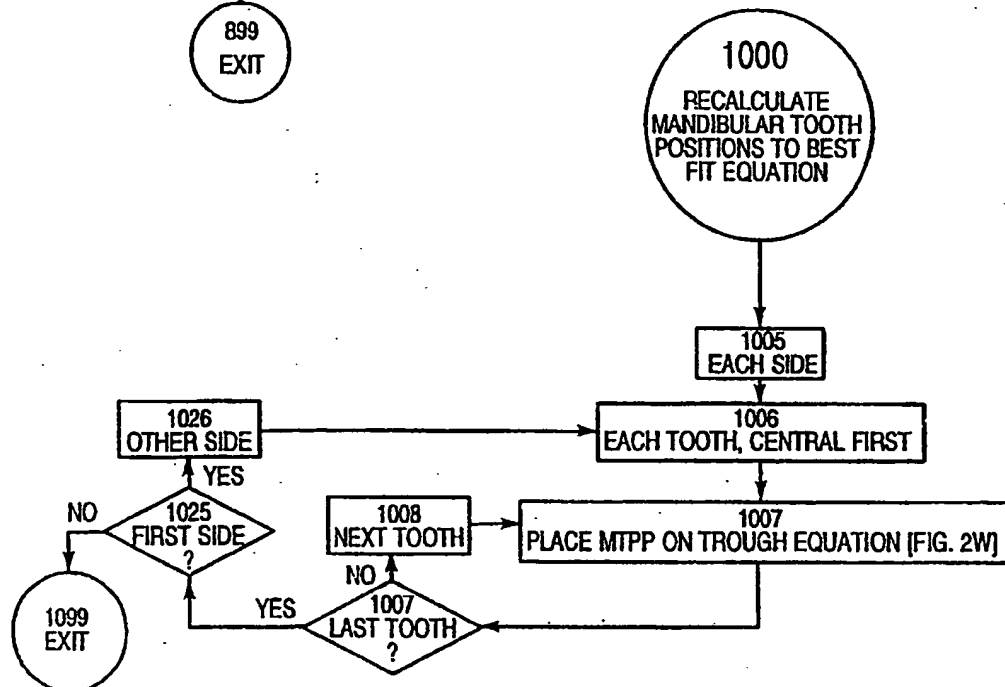 899
EXIT
1000
RECALCULATE
MANDIBULAR TOOTH
POSITIONS TO BEST
FIT EQUATION
1005
EACH SIDE
1006
EACH TOOTH, CENTRAL FIRST
1007
PLACE MTPP ON TROUGH EQUATION [FIG. 2W]
1008
NEXT TOOTH
NO
1007
LAST TOOTH
?
YES
1026
OTHER SIDE
YES
1025
FIRST SIDE
?
NO
1099
EXIT